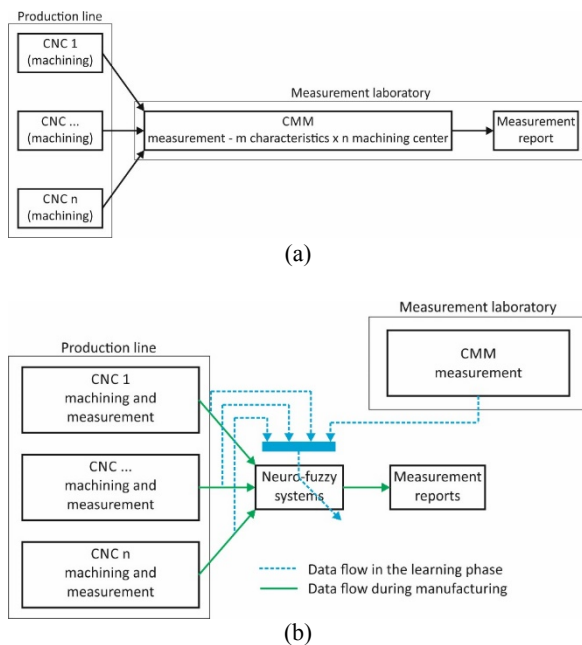 Production line
CNC 1
(machining)
CNC ...
(machining)
CNC n
(machining)
Measurement laboratory
CMM
measurement - m characteristics x n machining center
Measurement
report
(a)
Measurement laboratory
CMM
measurement
Production line
CNC 1
machining and
measurement
CNC ...
machining and
measurement
CNC n
machining and
measurement
Neuro-fuzzy
systems
Measurement
reports
Data flow in the learning phase
Data flow during manufacturing
(b)